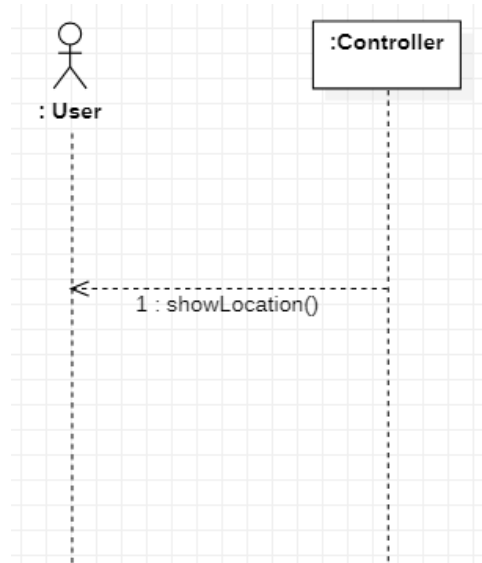 :Controller
: User
1 : showLocation()